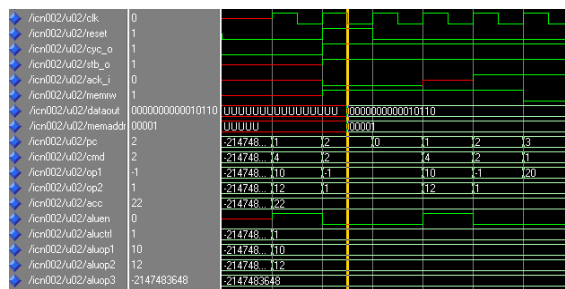 /icn002/u02/clk 0
/icn002/u02/reset 1
/icn002/u02/cyc_o 1
/icn002/u02/stb_o 1
/icn002/u02/ack_i 0
/icn002/u02/memrw 1
/icn002/u02/dataout 0000000000010110 UUUUUUUUUUUUUUUU 0000000000010110
/icn002/u02/memaddr 00001 UUUUU 00001
/icn002/u02/pc 2 -214748... 1 2 0 1 2 3
/icn002/u02/cmd 2 -214748... 4 2 4 2 1
/icn002/u02/op1 -1 -214748... 10 -1 10 -1 20
/icn002/u02/op2 1 -214748... 12 1 12 1
/icn002/u02/acc 22 -214748... 22
/icn002/u02/aluen 0
/icn002/u02/aluctrl 1 -214748... 1
/icn002/u02/aluop1 10 -214748... 10
/icn002/u02/aluop2 12 -214748... 12
/icn002/u02/aluop3 -2147483648 -2147483648